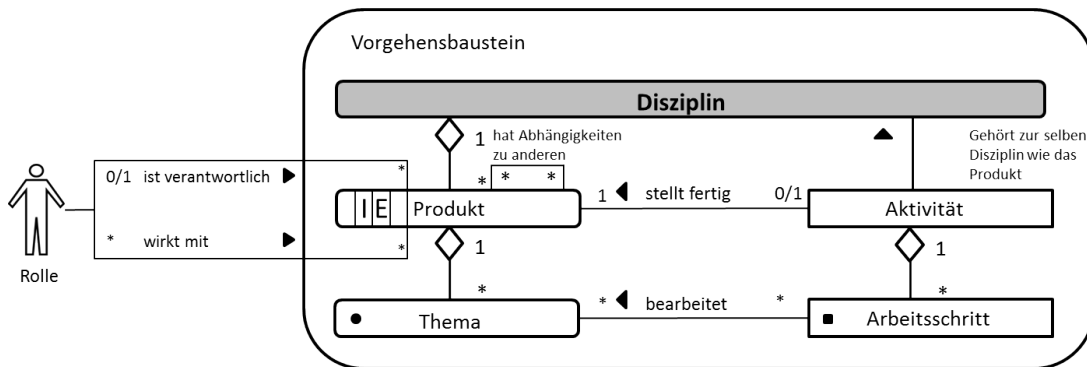 Vorgehensbaustein
Disziplin
1
hat Abhängigkeiten
zu anderen
Gehört zur selben
Disziplin wie das
Produkt
0/1 ist verantwortlich
*
*
* *
I E Produkt
1 stellt fertig 0/1
Aktivität
* wirkt mit
*
1
1
Rolle
*
* bearbeitet *
*
Thema
Arbeitsschritt